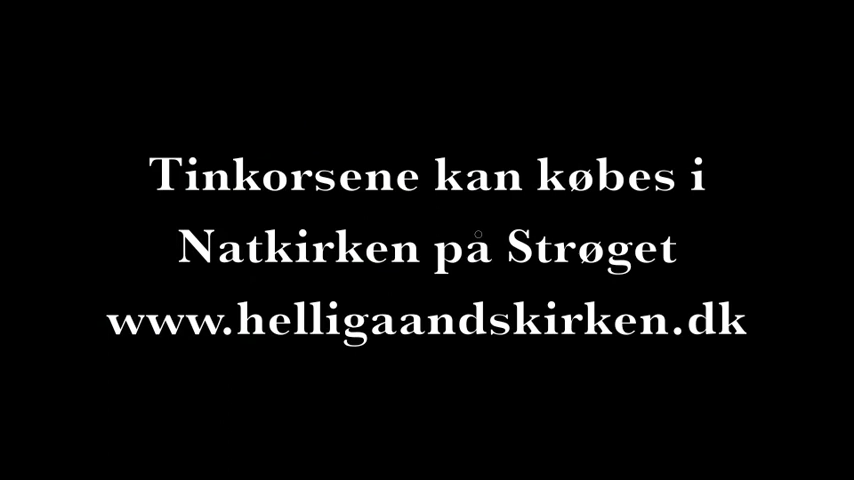 Tinkorsene kan købes i
Natkirken på Strøget
www.helligaandskirken.dk